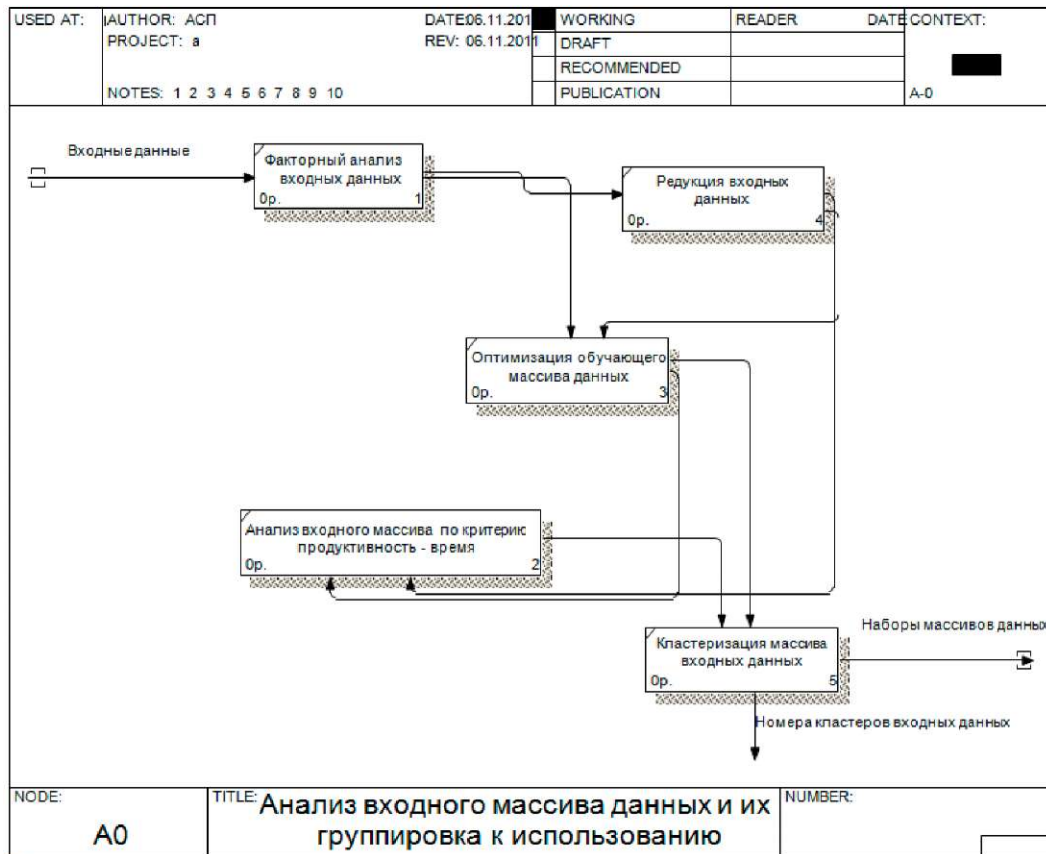 USED AT:
AUTHOR: АСП
DATE:06.11.201
WORKING
READER
DATE
CONTEXT:
PROJECT: а
REV: 06.11.2011
DRAFT
RECOMMENDED
NOTES: 1 2 3 4 5 6 7 8 9 10
PUBLICATION
A-0
Входные данные
Факторный анализ
входных данных
0р.
1
Редукция входных
данных
0р.
4
Оптимизация обучающего
массива данных
0р.
3
Анализ входного массива по критерию
продуктивность - время
0р.
2
Наборы массивов данных
Кластеризация массива
входных данных
0р.
5
Номера кластеров входных данных
NODE:
A0
TITLE:
Анализ входного массива данных и их
группировка к использованию
NUMBER: